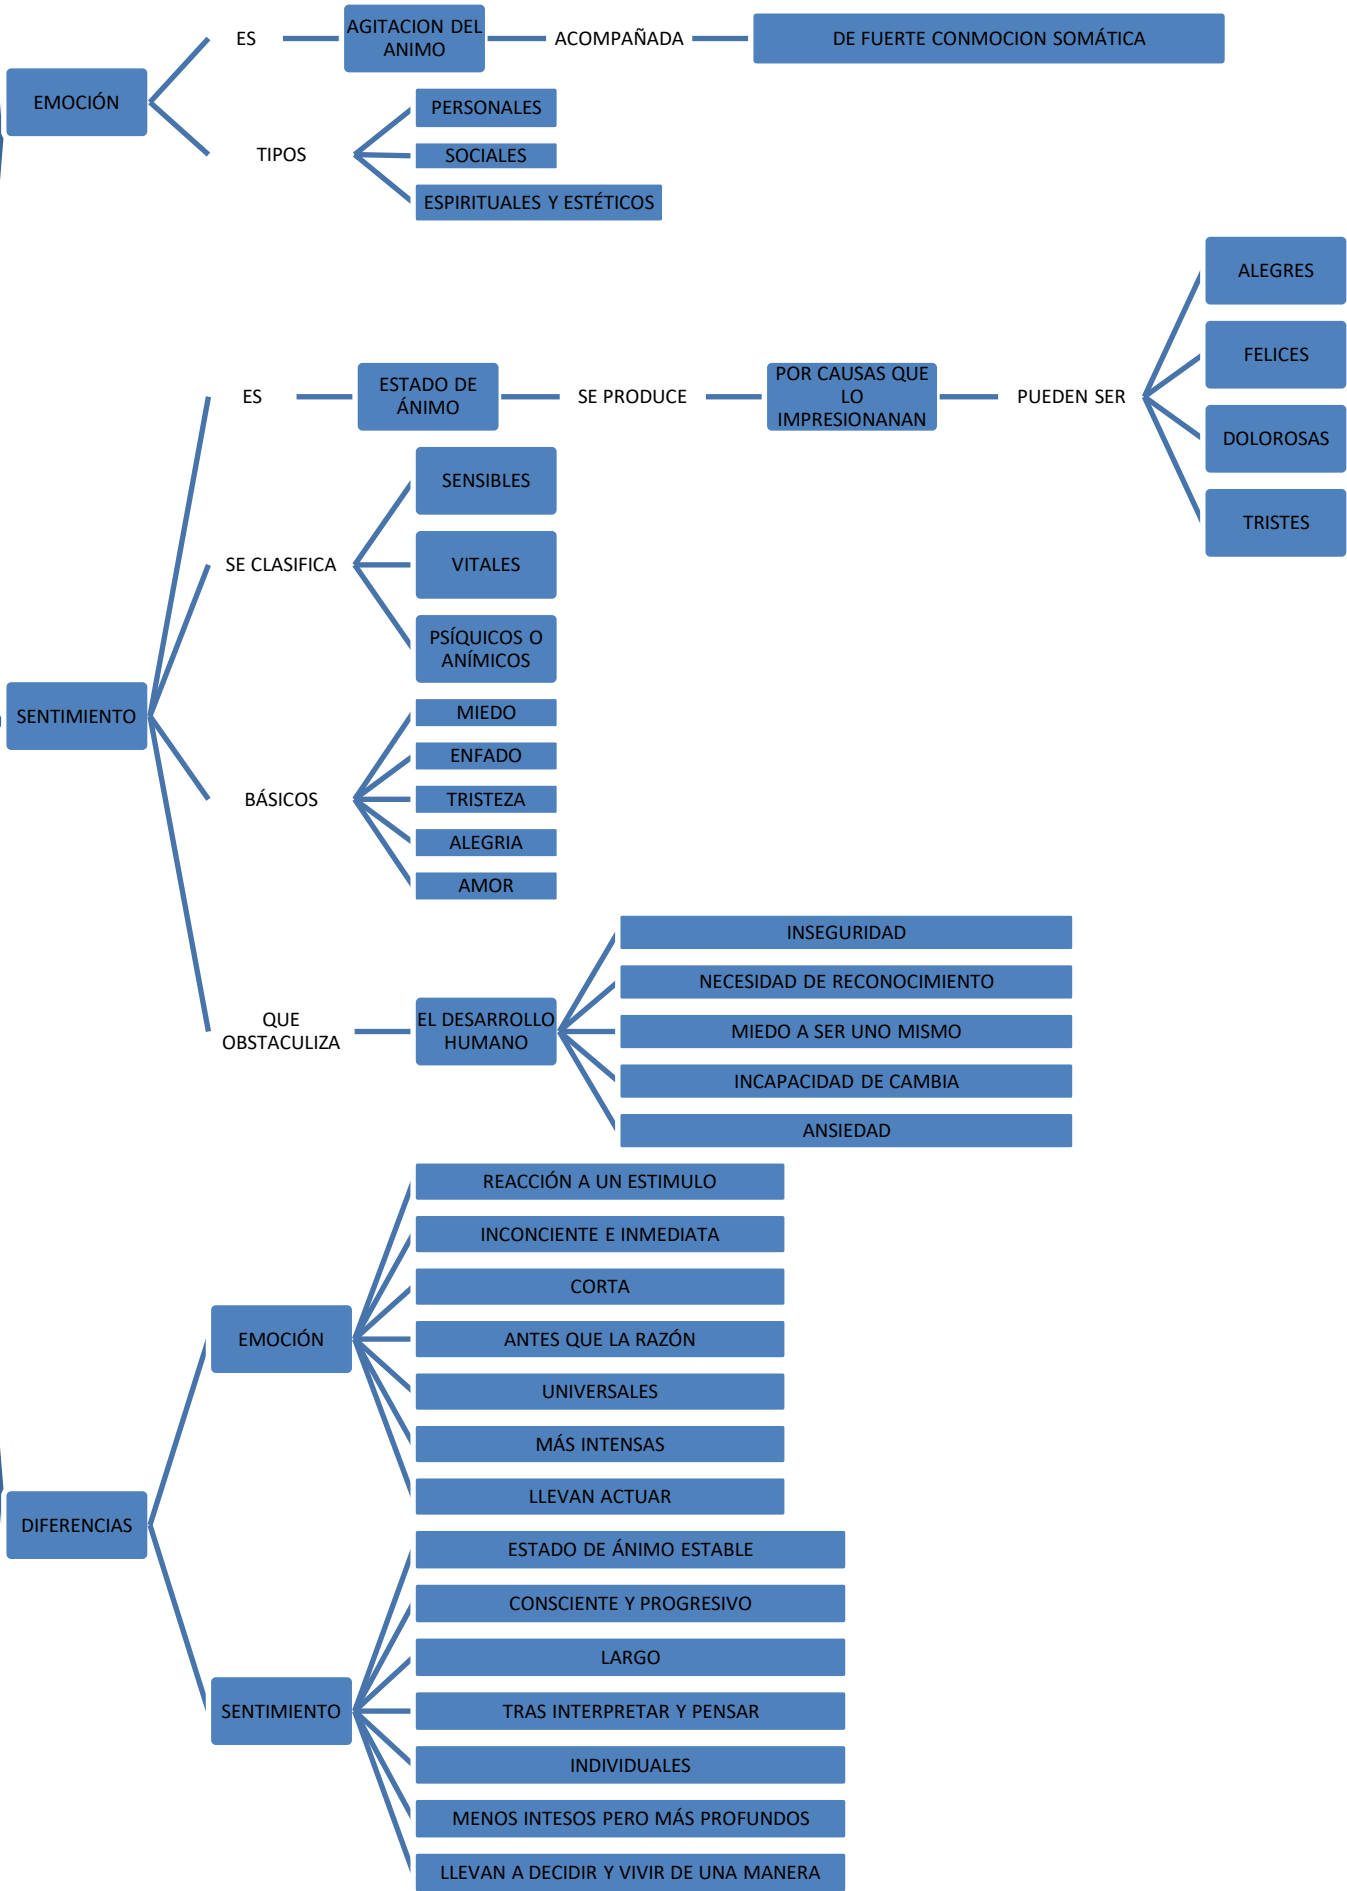 EMOCIÓN
ES
AGITACION DEL
ANIMO
ACOMPAÑADA
DE FUERTE CONMOCION SOMÁTICA
TIPOS
PERSONALES
SOCIALES
ESPIRITUALES Y ESTÉTICOS
SENTIMIENTO
ES
ESTADO DE
ÁNIMO
SE PRODUCE
POR CAUSAS QUE
LO
IMPRESIONANAN
PUEDEN SER
ALEGRES
FELICES
DOLOROSAS
TRISTES
SE CLASIFICA
SENSIBLES
VITALES
PSÍQUICOS O
ANÍMICOS
BÁSICOS
MIEDO
ENFADO
TRISTEZA
ALEGRIA
AMOR
QUE
OBSTACULIZA
EL DESARROLLO
HUMANO
INSEGURIDAD
NECESIDAD DE RECONOCIMIENTO
MIEDO A SER UNO MISMO
INCAPACIDAD DE CAMBIA
ANSIEDAD
DIFERENCIAS
EMOCIÓN
REACCIÓN A UN ESTIMULO
INCONCIENTE E INMEDIATA
CORTA
ANTES QUE LA RAZÓN
UNIVERSALES
MÁS INTENSAS
LLEVAN ACTUAR
SENTIMIENTO
ESTADO DE ÁNIMO ESTABLE
CONSCIENTE Y PROGRESIVO
LARGO
TRAS INTERPRETAR Y PENSAR
INDIVIDUALES
MENOS INTESOS PERO MÁS PROFUNDOS
LLEVAN A DECIDIR Y VIVIR DE UNA MANERA